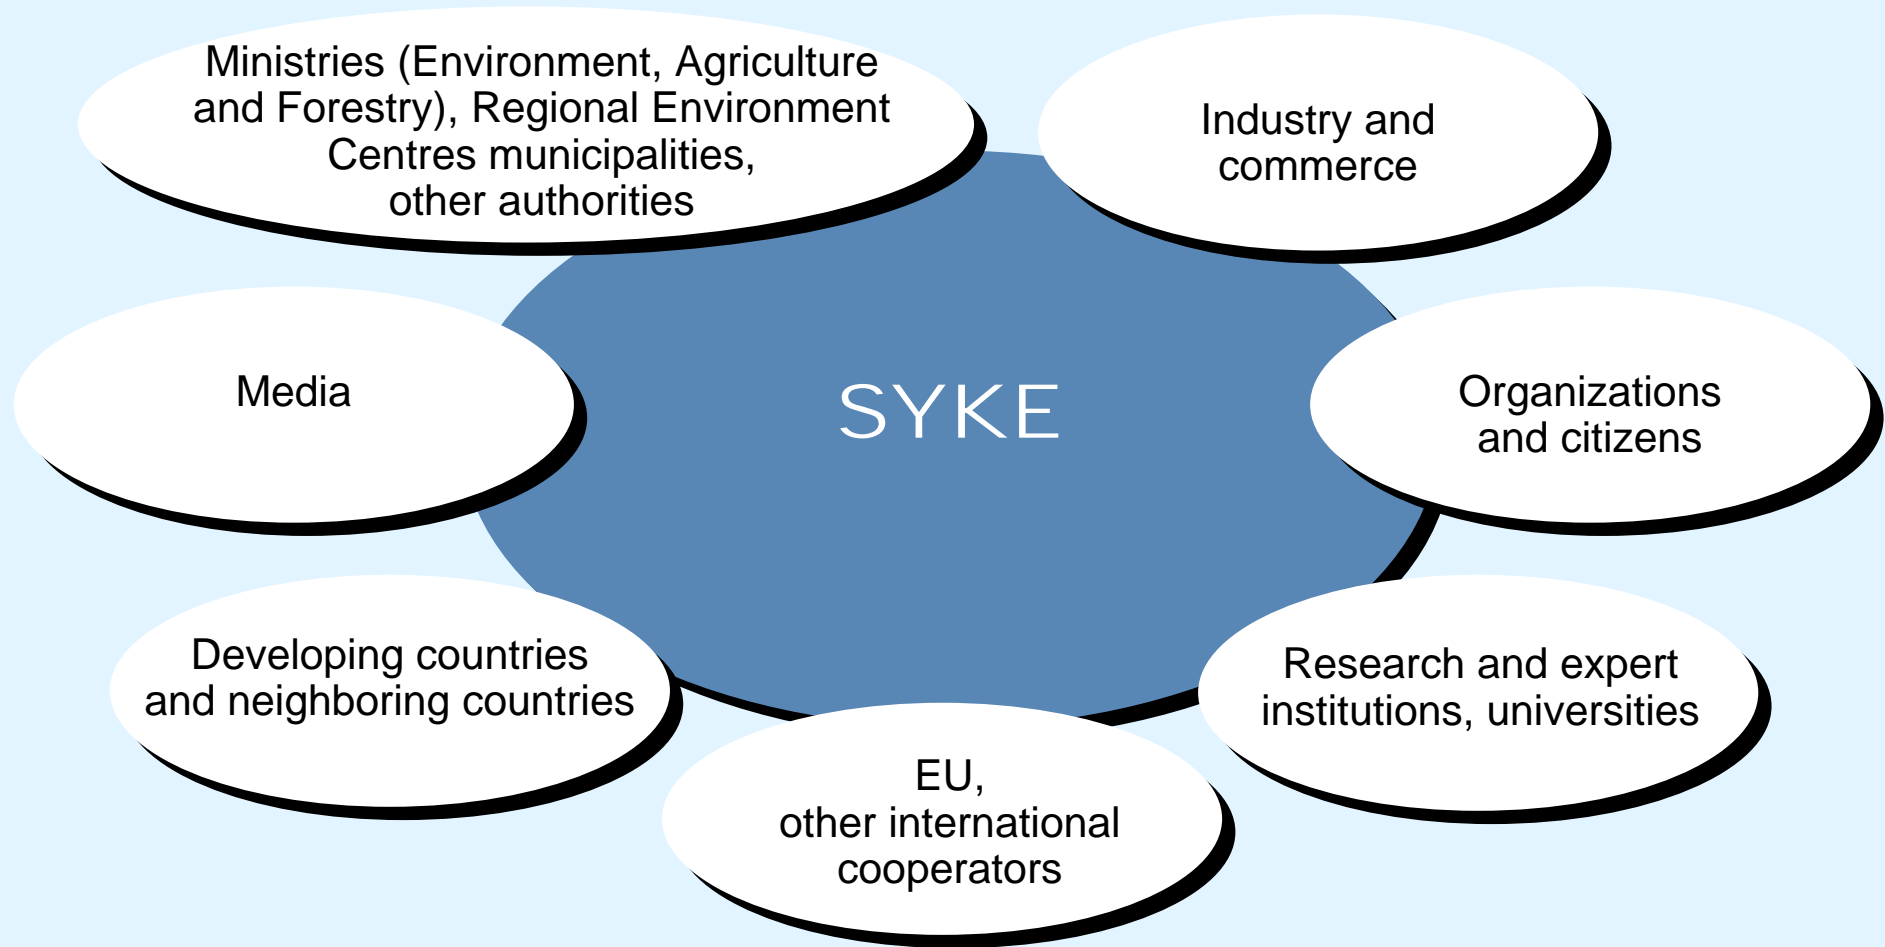 Ministries (Environment, Agriculture
and Forestry), Regional Environment
Centres municipalities,
other authorities
Industry and
commerce
Media
SYKE
Organizations
and citizens
Developing countries
and neighboring countries
Research and expert
institutions, universities
EU,
other international
cooperators